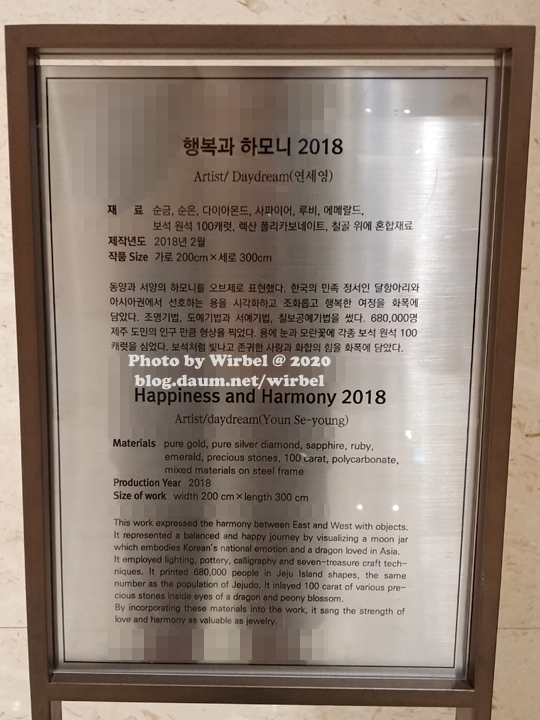 행복과 하모니 2018
Artist/ Daydream(연세영)
재 료 순금, 순은, 다이아몬드, 사파이어, 루비, 에메랄드,
보석 원석 100캐럿, 렉산 폴리카보네이트, 철골 위에 혼합재료
제작년도 2018년 2월
작품 Size 가로 200cm×세로 300cm
동양과 서양의 하모니를 오브제로 표현했다. 한국의 민족 정서인 달항아리와
아시아권에서 선호하는 용을 시각화하고 조화롭고 행복한 여정을 화폭에
담았다. 조명기법, 도예기법과 서예기법, 칠보공예기법을 썼다. 680,000명
제주 도민의 인구 만큼 형상을 찍었다. 용에 눈과 모란꽃에 각종 보석 원석 100
캐럿을 심었다. 보석처럼 빛나고 존귀한 사랑과 화합의 힘을 화폭에 담았다.
Photo by Wirbel @ 2020
blog.daum.net/wirbel
Happiness and Harmony 2018
Artist/daydream(Youn Se-young)
Materials pure gold, pure silver diamond, sapphire, ruby,
emerald, precious stones, 100 carat, polycarbonate,
mixed materials on steel frame
Production Year 2018
Size of work width 200 cm×length 300 cm
This work expressed the harmony between East and West with objects.
It represented a balanced and happy journey by visualizing a moon jar
which embodies Korean's national emotion and a dragon loved in Asia.
It employed lighting, pottery, calligraphy and seven-treasure craft tech-
niques. It printed 680,000 people in Jeju Island shapes, the same
number as the population of Jejudo. It inlayed 100 carat of various pre-
cious stones inside eyes of a dragon and peony blossom.
By incorporating these materials into the work, it sang the strength of
love and harmony as valuable as jewelry.